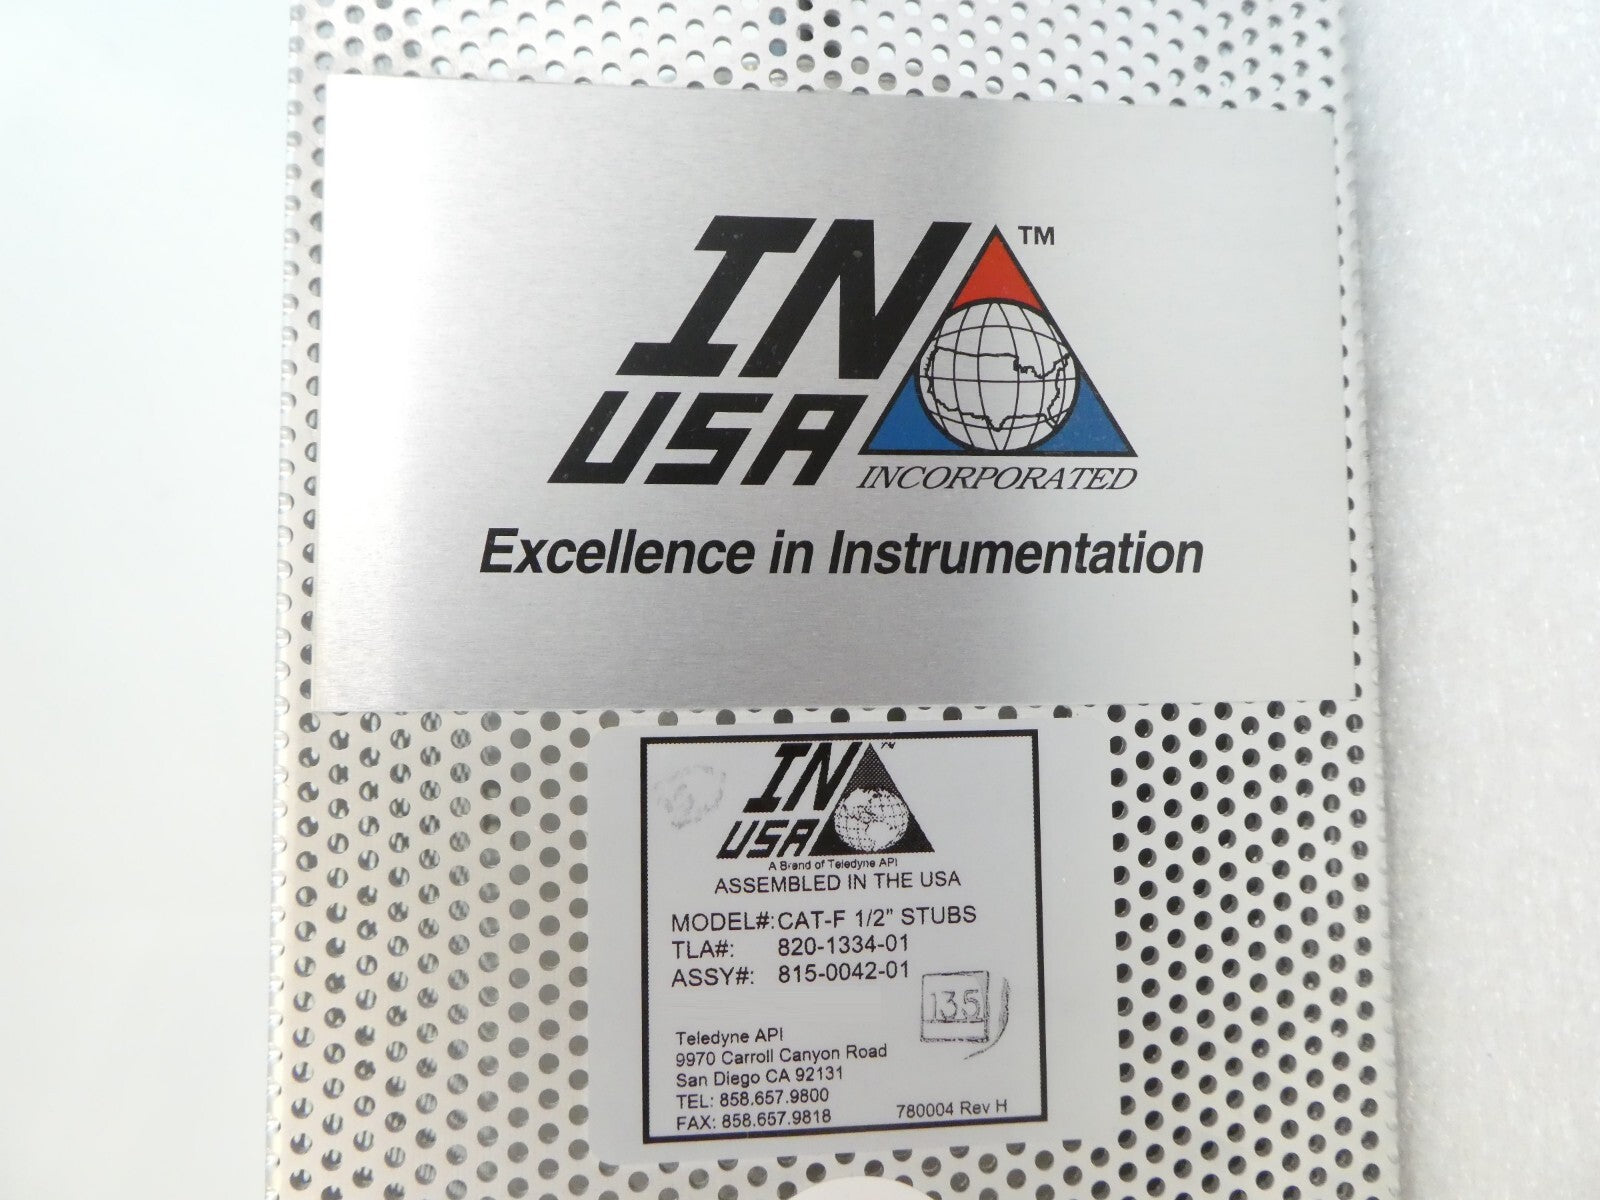 IN
USA
TM
INCORPORATED
Excellence in Instrumentation
IN
USA
TM
A Brand of Teledyne API
ASSEMBLED IN THE USA
MODEL#: CAT-F 1/2" STUBS
TLA#: 820-1334-01
ASSY#: 815-0042-01
135
Teledyne API
9970 Carroll Canyon Road
San Diego CA 92131
TEL: 858.657.9800
FAX: 858.657.9818
780004 Rev H